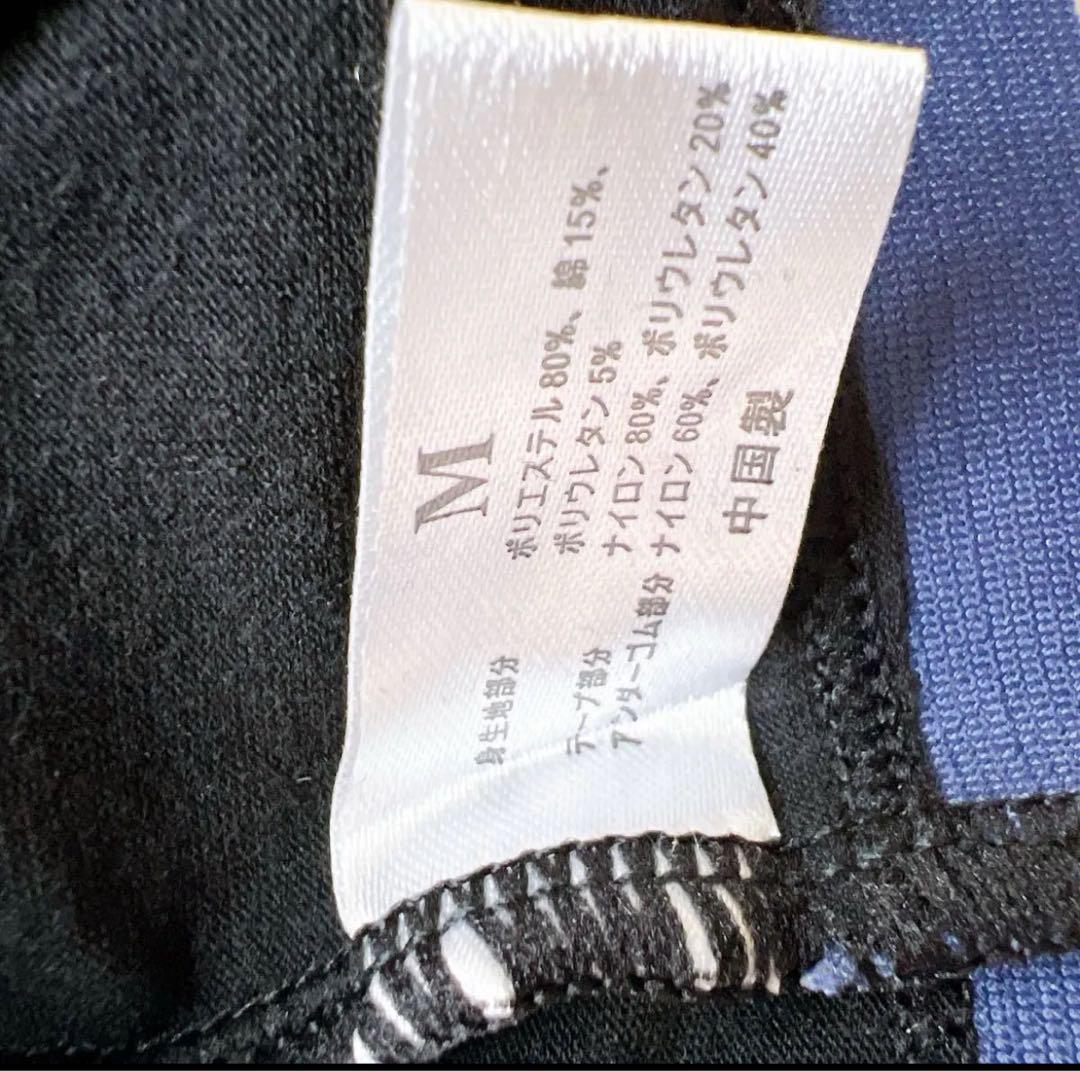 M
身生地部分 ポリエステル 80%、綿 15%、
ポリウレタン 5%
テープ部分 ナイロン 80%、ポリウレタン 20%
アンダーゴム部分 ナイロン 60%、ポリウレタン 40%
中国製